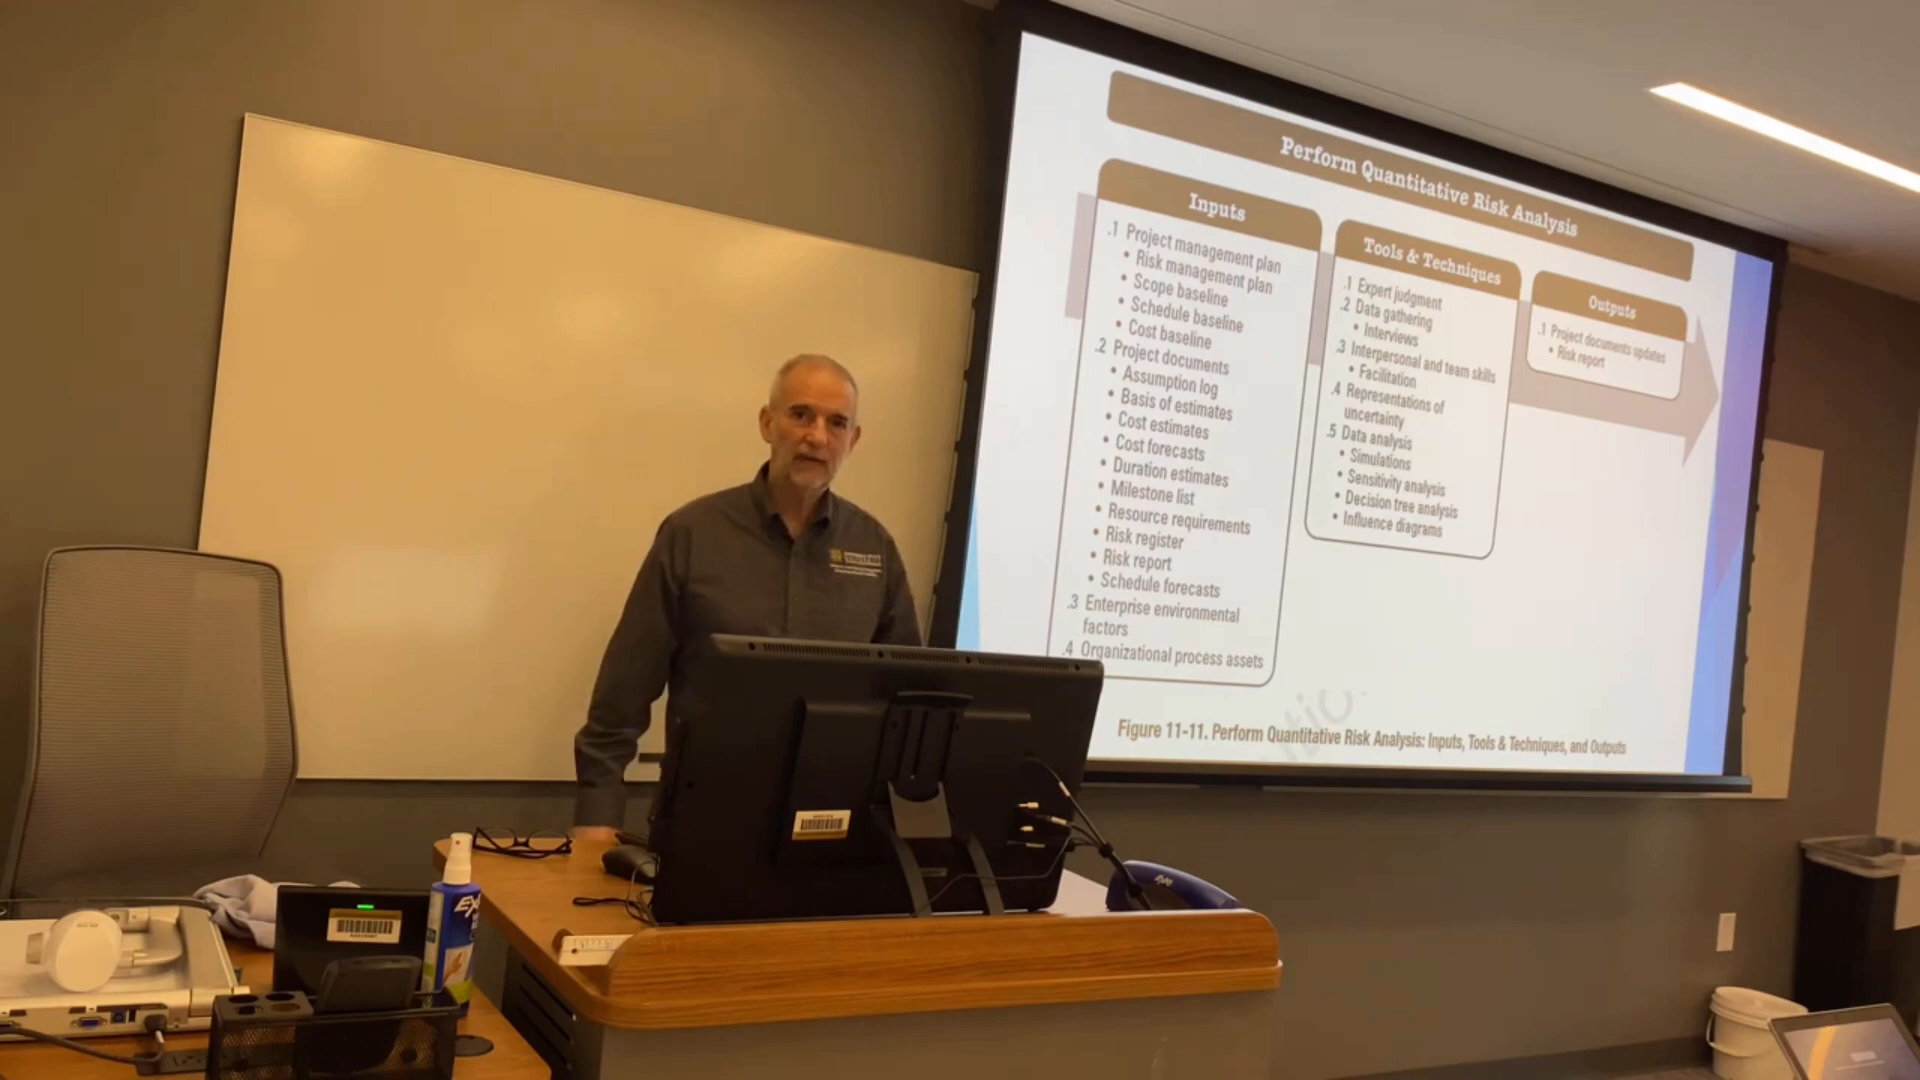 Perform Quantitative Risk Analysis
Inputs
.1 Project management plan
• Risk management plan
• Scope baseline
• Schedule baseline
• Cost baseline
.2 Project documents
• Assumption log
• Basis of estimates
• Cost estimates
• Cost forecasts
• Duration estimates
• Milestone list
• Resource requirements
• Risk register
• Risk report
• Schedule forecasts
.3 Enterprise environmental
factors
.4 Organizational process assets
Tools & Techniques
.1 Expert judgment
.2 Data gathering
• Interviews
.3 Interpersonal and team skills
• Facilitation
.4 Representations of
uncertainty
.5 Data analysis
• Simulations
• Sensitivity analysis
• Decision tree analysis
• Influence diagrams
Outputs
.1 Project documents updates
• Risk report
Figure 11-11. Perform Quantitative Risk Analysis: Inputs, Tools & Techniques, and Outputs